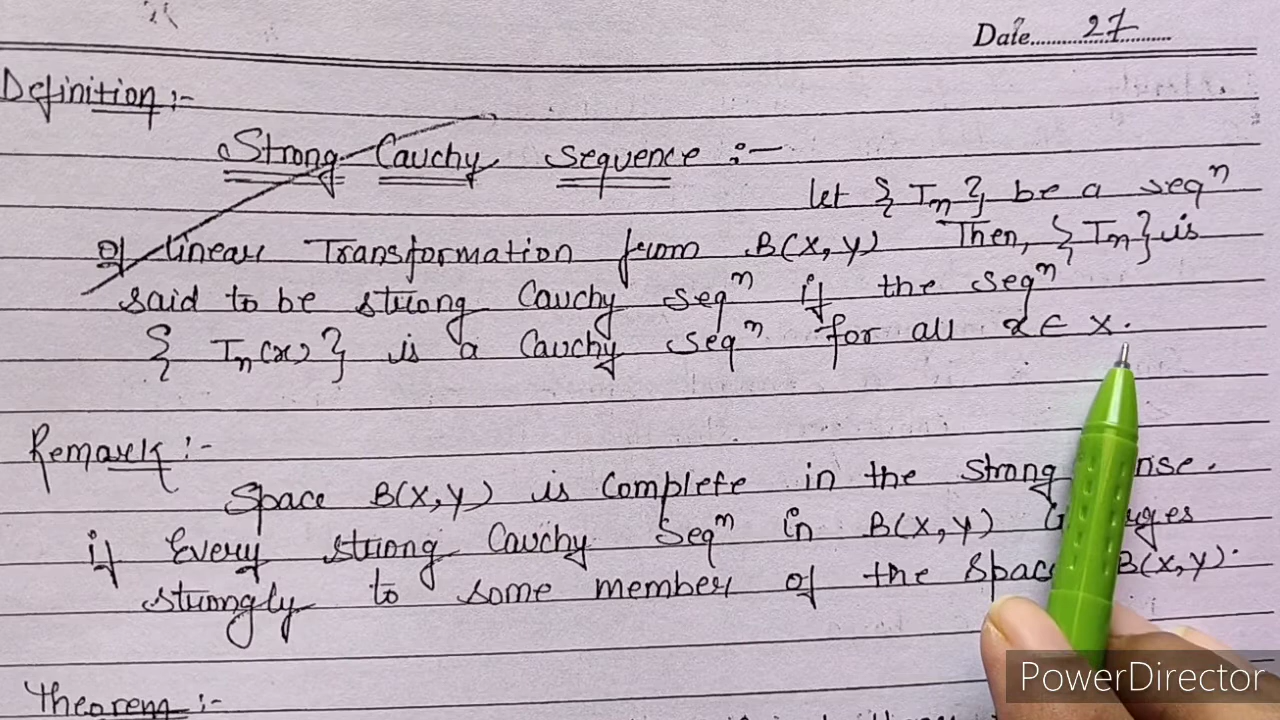 Date.......27.......
Definition :-
Strong Cauchy Sequence :-
let {Tn} be a seqⁿ
of linear Transformation from B(X, Y) Then, {Tn} is
said to be strong Cauchy seqⁿ if the seqⁿ
{ Tn(x) } is a Cauchy seqⁿ for all x ∈ X.
Remark :-
Space B(X, Y) is Complete in the strong
if Every strong Cauchy Seqⁿ in B(X, Y)
strongly to some member of the Space B(X, Y).
Theorem :-
PowerDirector